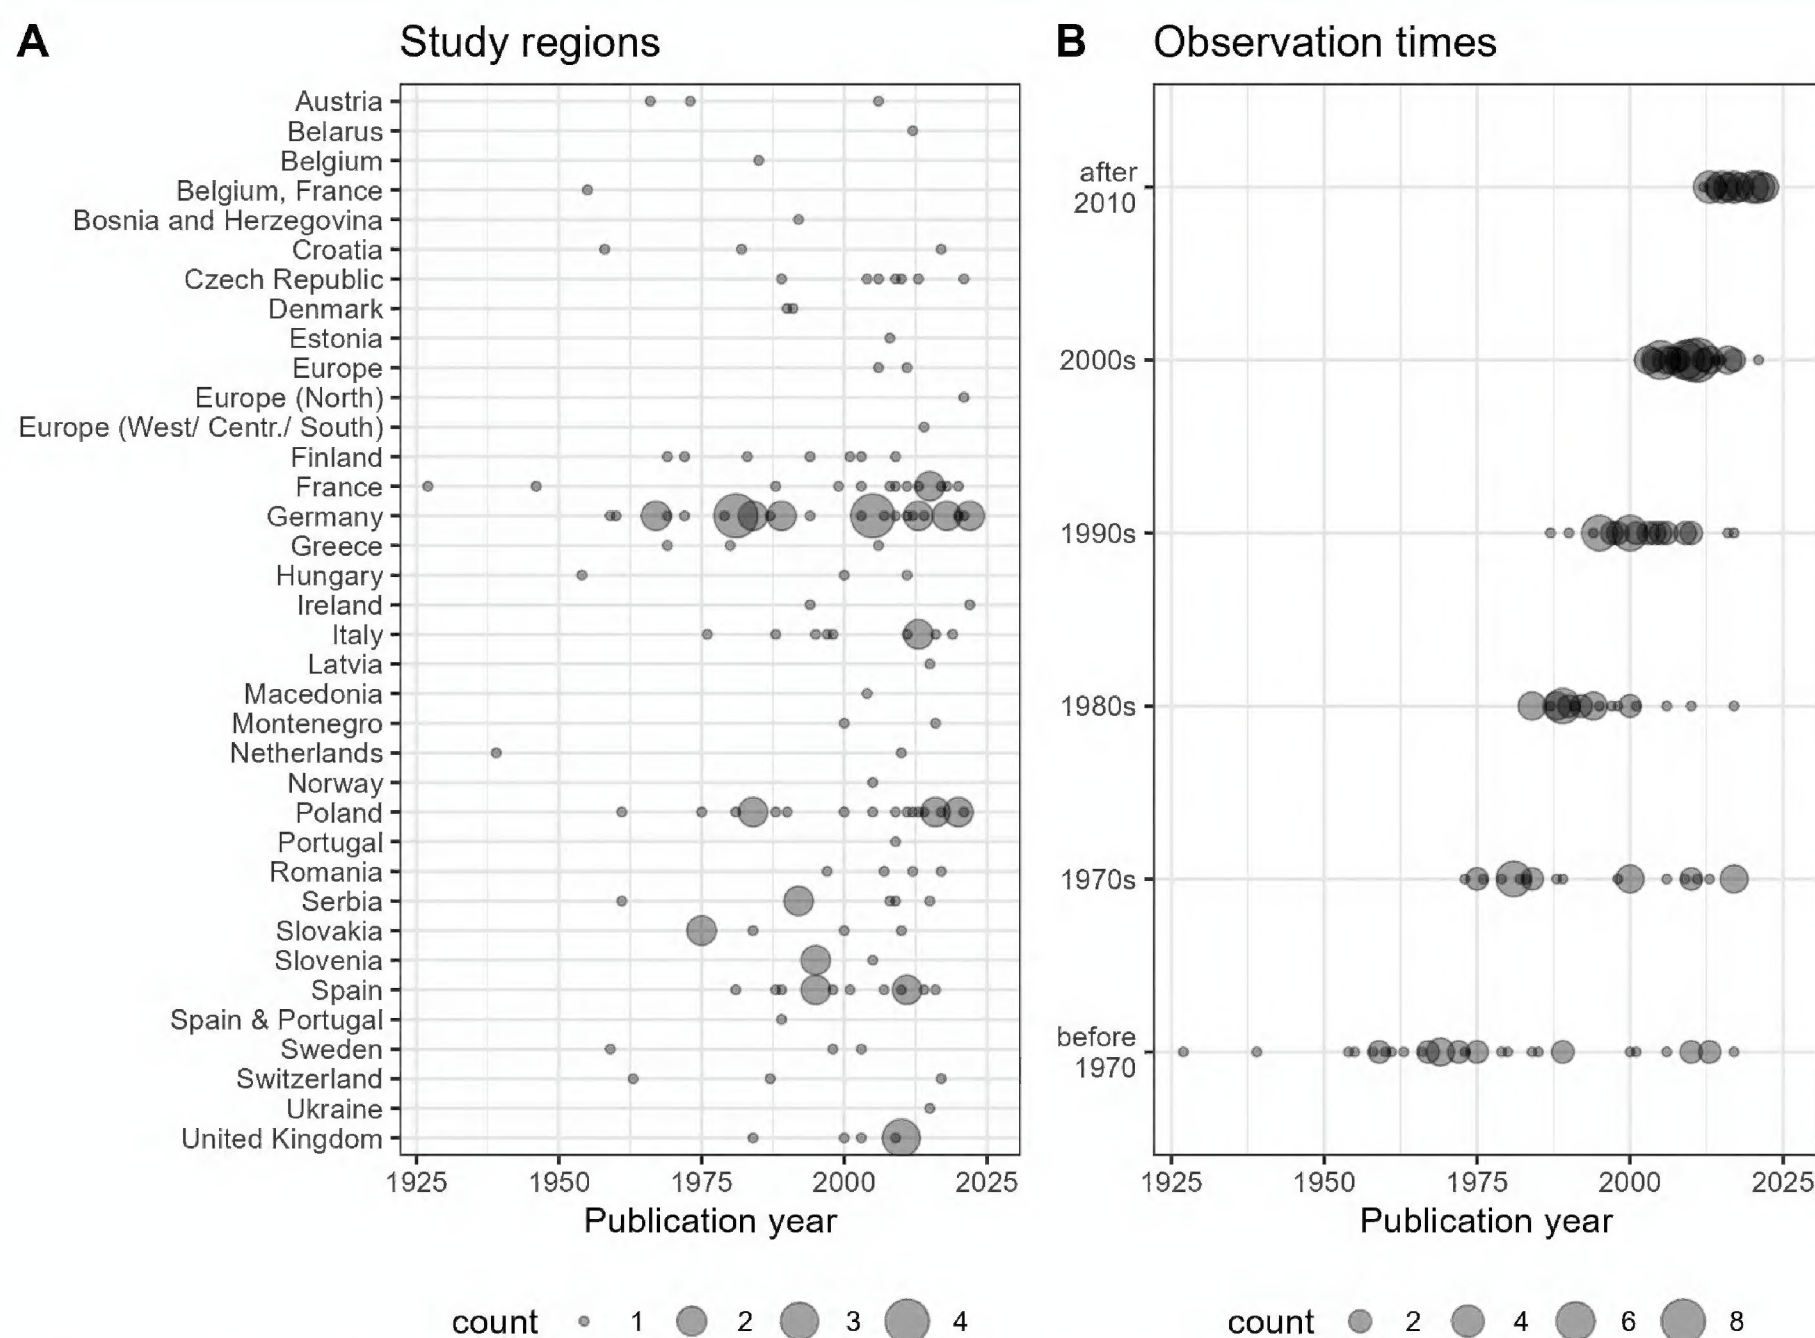 A
Study regions
Austria
Belarus
Belgium
Belgium, France
Bosnia and Herzegovina
Croatia
Czech Republic
Denmark
Estonia
Europe
Europe (North)
Europe (West/ Centr./ South)
Finland
France
Germany
Greece
Hungary
Ireland
Italy
Latvia
Macedonia
Montenegro
Netherlands
Norway
Poland
Portugal
Romania
Serbia
Slovakia
Slovenia
Spain
Spain & Portugal
Sweden
Switzerland
Ukraine
United Kingdom
1925 1950 1975 2000 2025
Publication year
count 1 2 3 4
B
Observation times
after
2010
2000s
1990s
1980s
1970s
before
1970
1925 1950 1975 2000 2025
Publication year
count 2 4 6 8